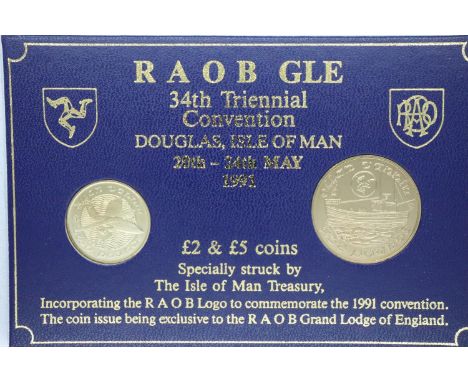 R A O B GLE
34th Triennial
Convention
DOUGLAS, ISLE OF MAN
20th - 24th MAY
1991
£2 & £5 coins
Specially struck by
The Isle of Man Treasury,
Incorporating the R A O B Logo to commemorate the 1991 convention.
The coin issue being exclusive to the R A O B Grand Lodge of England.